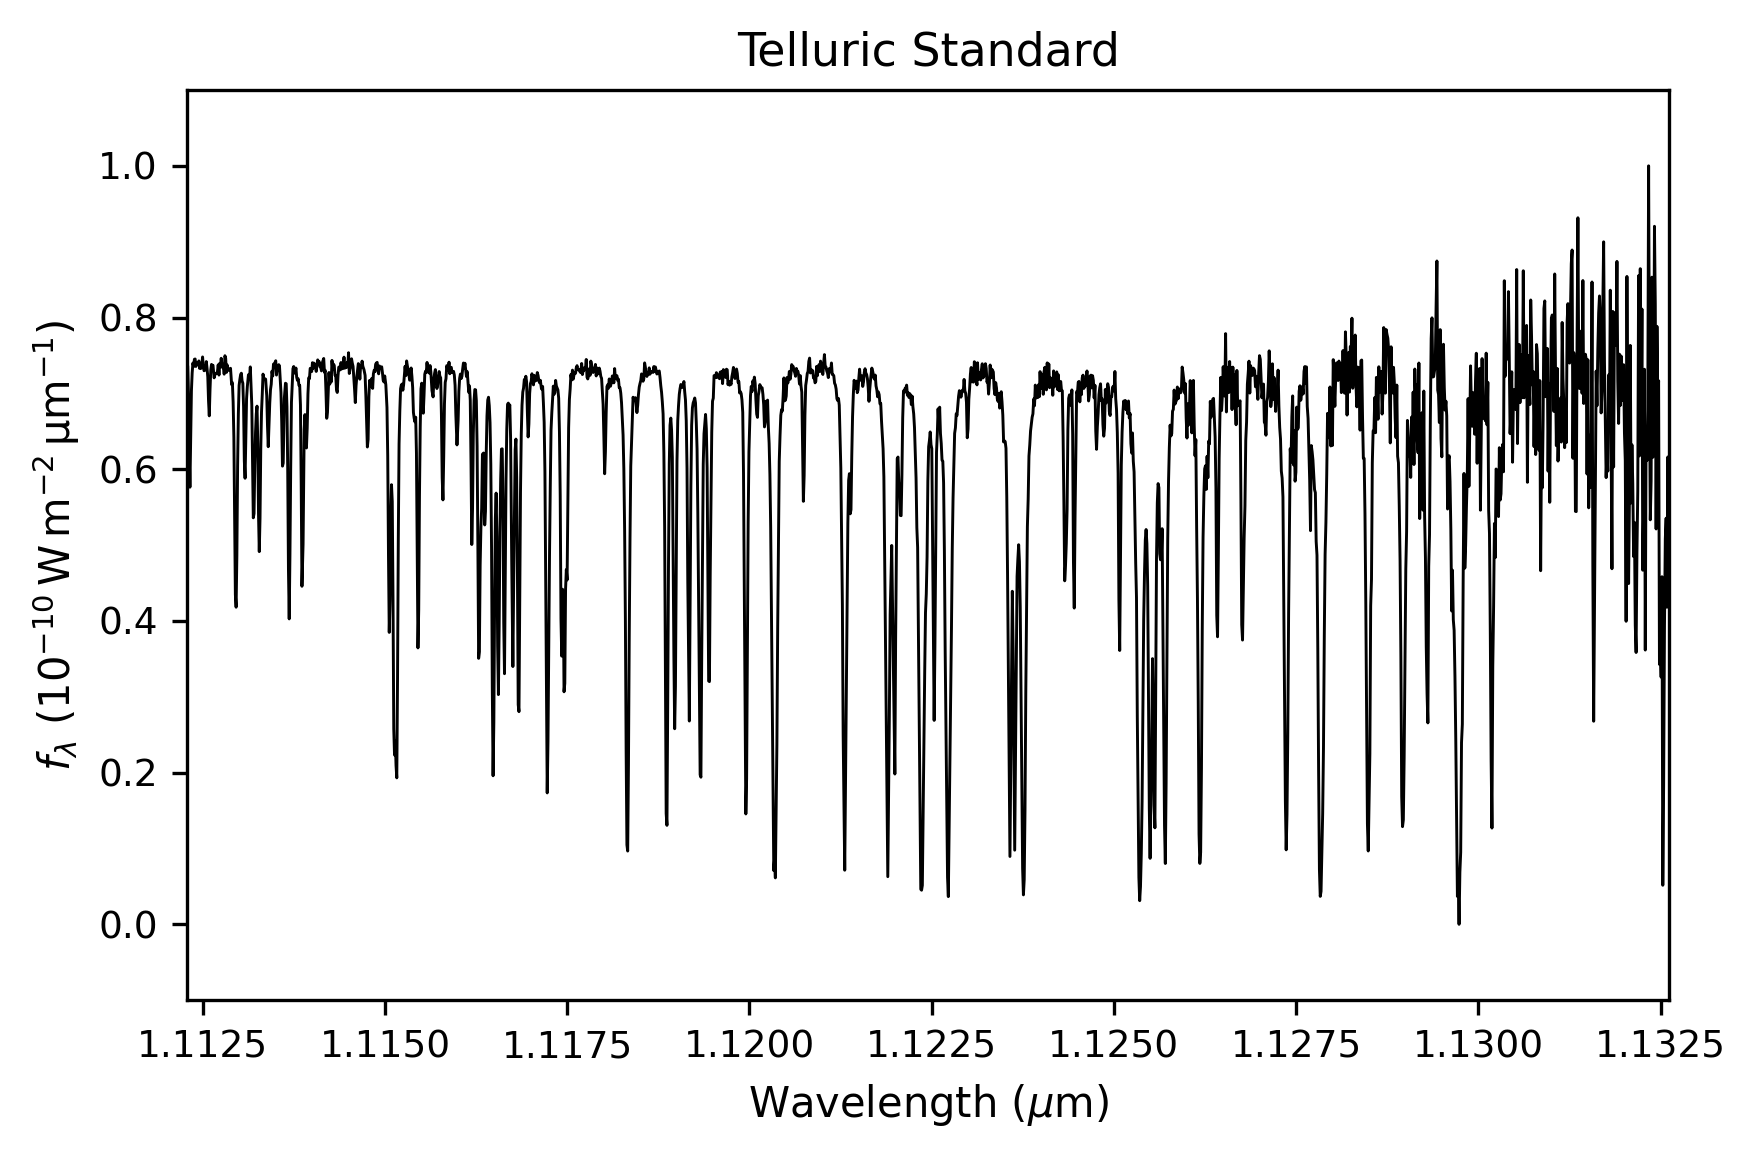 Telluric Standard
1.0
0.8
0.6
0.4
0.2
0.0
f_λ (10⁻¹⁰ W m⁻² μm⁻¹)
1.1125 1.1150 1.1175 1.1200 1.1225 1.1250 1.1275 1.1300 1.1325
Wavelength (μm)